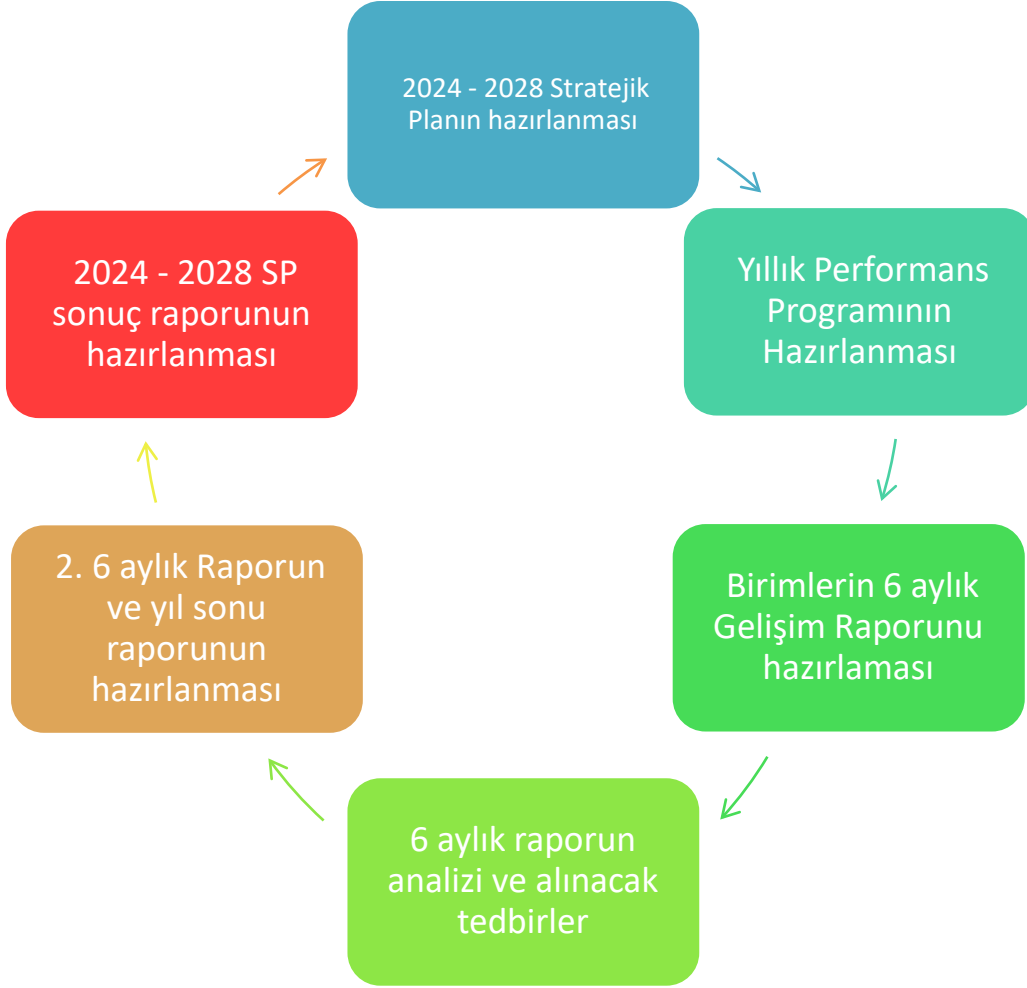 2024 - 2028 Stratejik
Planın hazırlanması
Yıllık Performans
Programının
Hazırlanması
Birimlerin 6 aylık
Gelişim Raporunu
hazırlaması
6 aylık raporun
analizi ve alınacak
tedbirler
2. 6 aylık Raporun
ve yıl sonu
raporunun
hazırlanması
2024 - 2028 SP
sonuç raporunun
hazırlanması